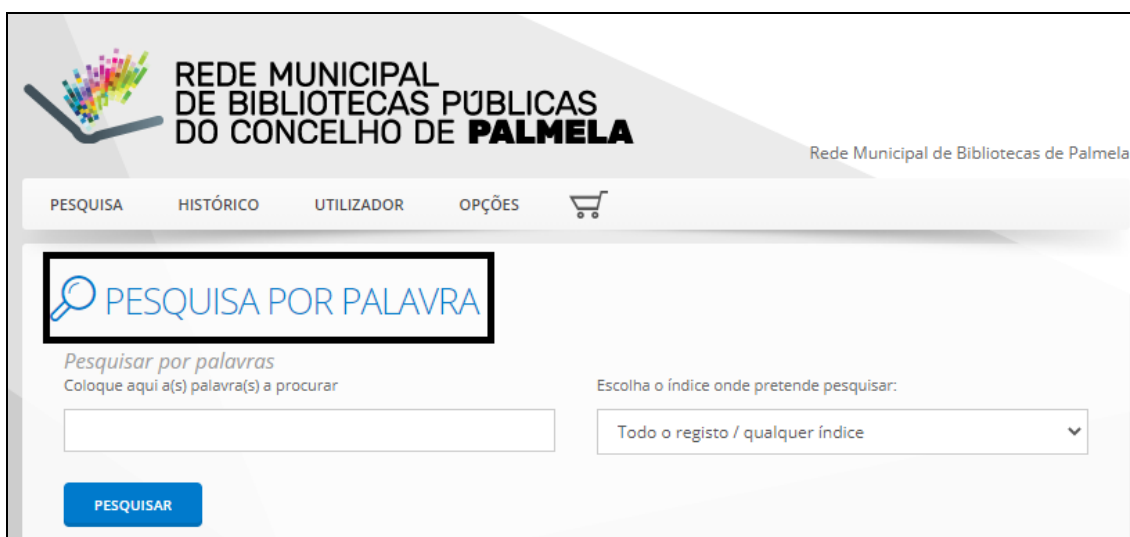 REDE MUNICIPAL
DE BIBLIOTECAS PÚBLICAS
DO CONCELHO DE PALMELA
Rede Municipal de Bibliotecas de Palmela
PESQUISA HISTÓRICO UTILIZADOR OPÇÕES
PESQUISA POR PALAVRA
Pesquisar por palavras
Coloque aqui a(s) palavra(s) a procurar
Escolha o índice onde pretende pesquisar:
Todo o registo / qualquer índice
PESQUISAR